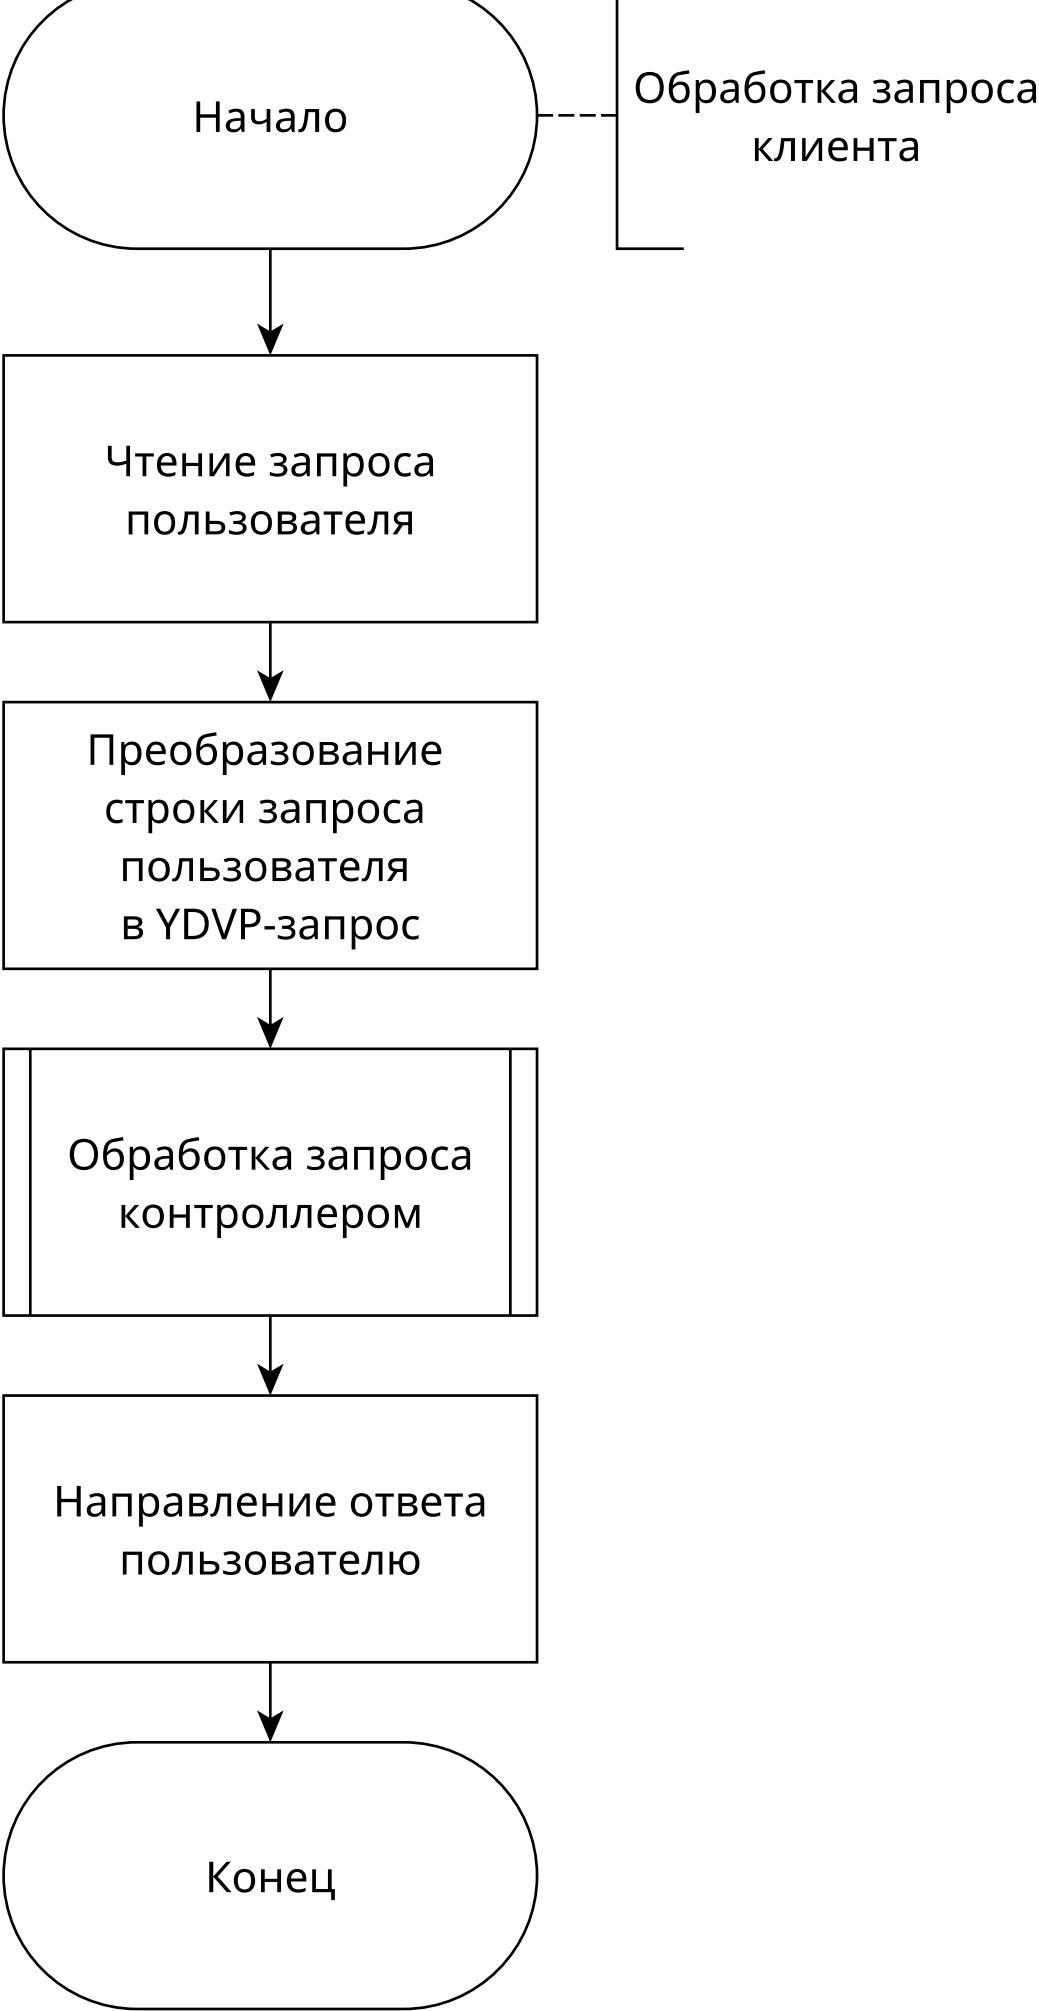 Начало
Обработка запроса
клиента
Чтение запроса
пользователя
Преобразование
строки запроса
пользователя
в YDVP-запрос
Обработка запроса
контроллером
Направление ответа
пользователю
Конец